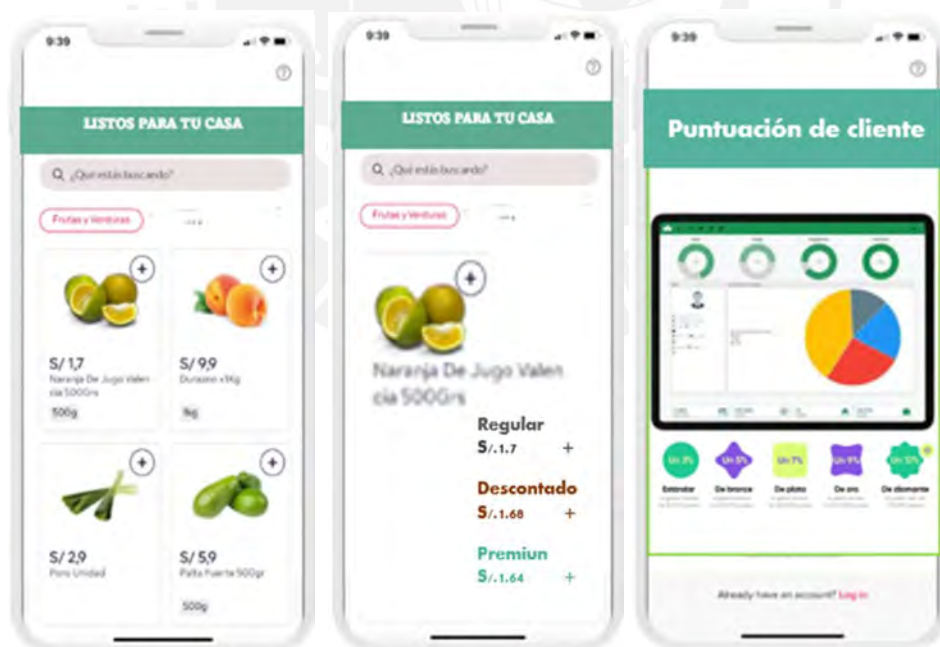 9:39
LISTOS PARA TU CASA
¿Qué estás buscando?
Frutas y Verduras
S/ 1,7
Naranja De Jugo Valen
cia 500Grs
500g
S/ 9,9
Durazno x1Kg
1kg
S/ 2,9
Poro Unidad
S/ 5,9
Palta Fuerte 500gr
500g
9:39
LISTOS PARA TU CASA
¿Qué estás buscando?
Frutas y Verduras
Naranja De Jugo Valen
cia 500Grs
Regular
S/.1.7 +
Descontado
S/.1.68 +
Premiun
S/.1.64 +
9:39
Puntuación de cliente
Un 3%
Un 5%
Un 7%
Un 9%
Un 12%
Estándar
De bronce
De plata
De oro
De diamante
Already have an account? Log in